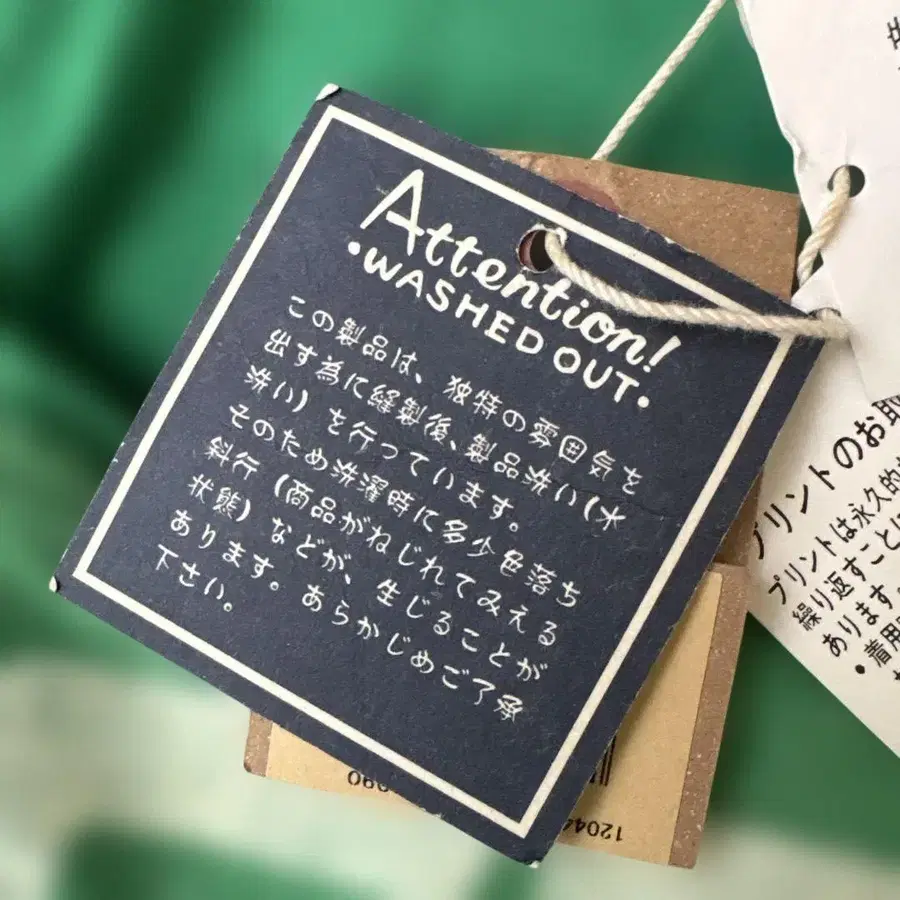 Attention!
・WASHED OUT・
この製品は、独特の雰囲気を
出す為に縫製後、製品洗い(水
洗い) を行っています。
そのため洗濯時に多少色落ち
斜行 (商品がねじれてみえる
状態) などが、生じることが
あります。あらかじめご了承
下さい。
プリントのお取
プリントは永久的
繰り返すことに
あります
・着用
090
1204